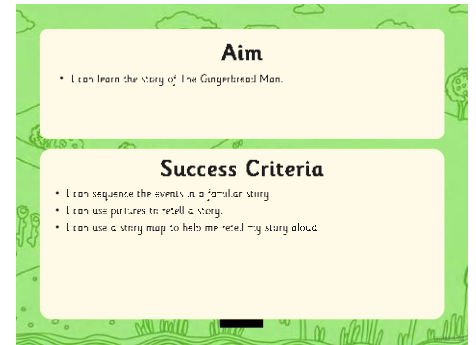 Aim
• I can learn the story of The Gingerbread Man.
Success Criteria
• I can sequence the events in a familiar story
• I can use pictures to retell a story.
• I can use a story map to help me retell my story aloud